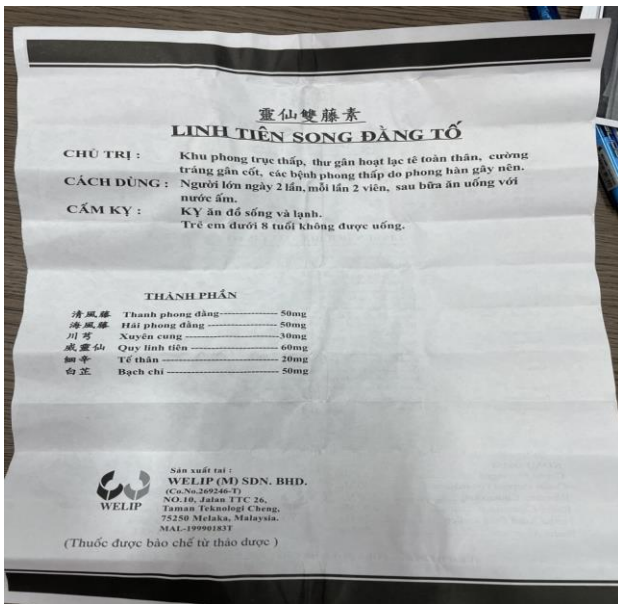 靈仙雙藤素
LINH TIÊN SONG ĐẰNG TỐ
CHỦ TRỊ : Khu phong trục thấp, thư gân hoạt lạc tê toàn thân, cường
tráng gân cốt, các bệnh phong thấp do phong hàn gây nên.
CÁCH DÙNG : Người lớn ngày 2 lần, mỗi lần 2 viên, sau bữa ăn uống với
nước ấm.
CẤM KỴ : KỴ ăn đồ sống và lạnh.
Trẻ em dưới 8 tuổi không được uống.
THÀNH PHẦN
清風藤 Thanh phong đằng---------------- 50mg
海風藤 Hải phong đằng ---------------- 50mg
川芎 Xuyên cung ---------------------30mg
威靈仙 Quy linh tiên -------------------- 60mg
細辛 Tế thân ---------------------------- 20mg
白芷 Bạch chỉ --------------------------- 50mg
Sản xuất tại :
WELIP (M) SDN. BHD.
(Co.No.269246-T)
NO.10, Jalan TTC 26,
Taman Teknologi Cheng,
75250 Melaka, Malaysia.
MAL-19990183T
WELIP
(Thuốc được bào chế từ thảo dược )